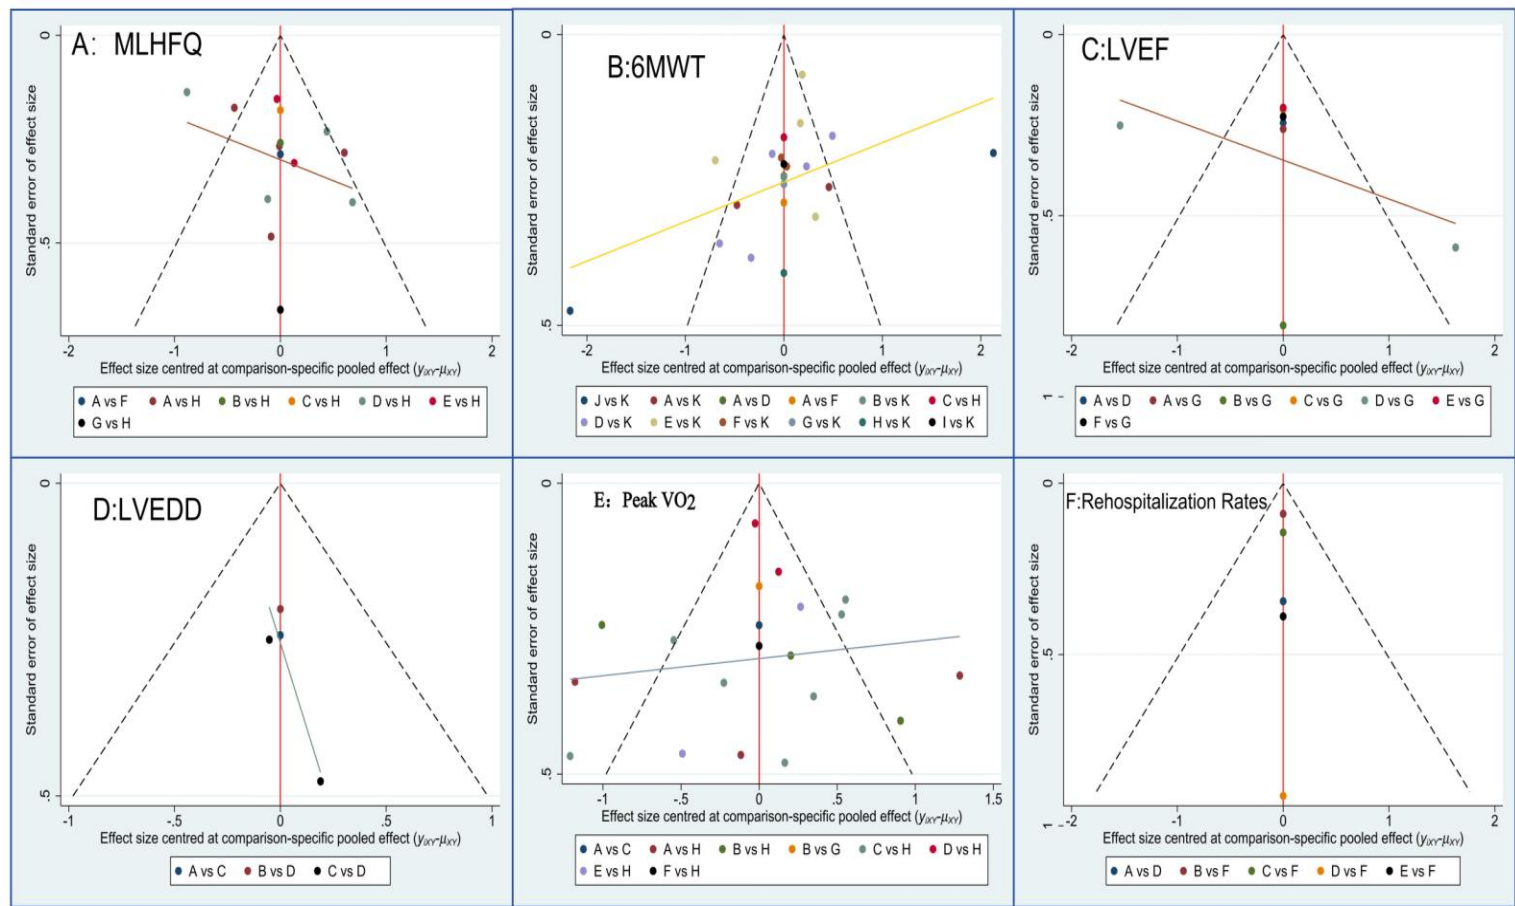 A: MLHFQ
Standard error of effect size
0
.5
-2 -1 0 1 2
Effect size centred at comparison-specific pooled effect (yiXY-μXY)
A vs F A vs H B vs H C vs H D vs H E vs H
G vs H
B:6MWT
Standard error of effect size
0
.5
-2 -1 0 1 2
Effect size centred at comparison-specific pooled effect (yiXY-μXY)
J vs K A vs K A vs D A vs F B vs K C vs H
D vs K E vs K F vs K G vs K H vs K I vs K
C:LVEF
Standard error of effect size
0
.5
1
-2 -1 0 1 2
Effect size centred at comparison-specific pooled effect (yiXY-μXY)
A vs D A vs G B vs G C vs G D vs G E vs G
F vs G
D:LVEDD
Standard error of effect size
0
.5
-1 -.5 0 .5 1
Effect size centred at comparison-specific pooled effect (yiXY-μXY)
A vs C B vs D C vs D
E: Peak VO2
Standard error of effect size
0
.5
-1 -.5 0 .5 1 1.5
Effect size centred at comparison-specific pooled effect (yiXY-μXY)
A vs C A vs H B vs H B vs G C vs H D vs H
E vs H F vs H
F:Rehospitalization Rates
Standard error of effect size
0
.5
1
-2 -1 0 1 2
Effect size centred at comparison-specific pooled effect (yiXY-μXY)
A vs D B vs F C vs F D vs F E vs F